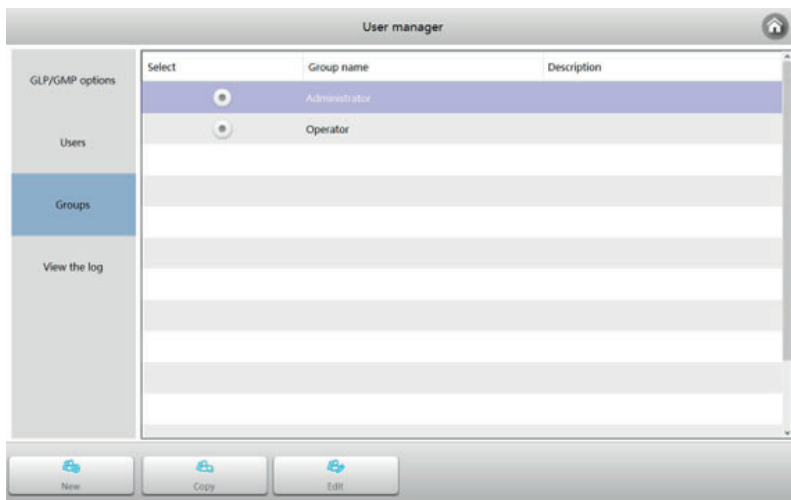 User manager
GLP/GMP options
Users
Groups
View the log
Select Group name Description
Administrator
Operator
New Copy Edit